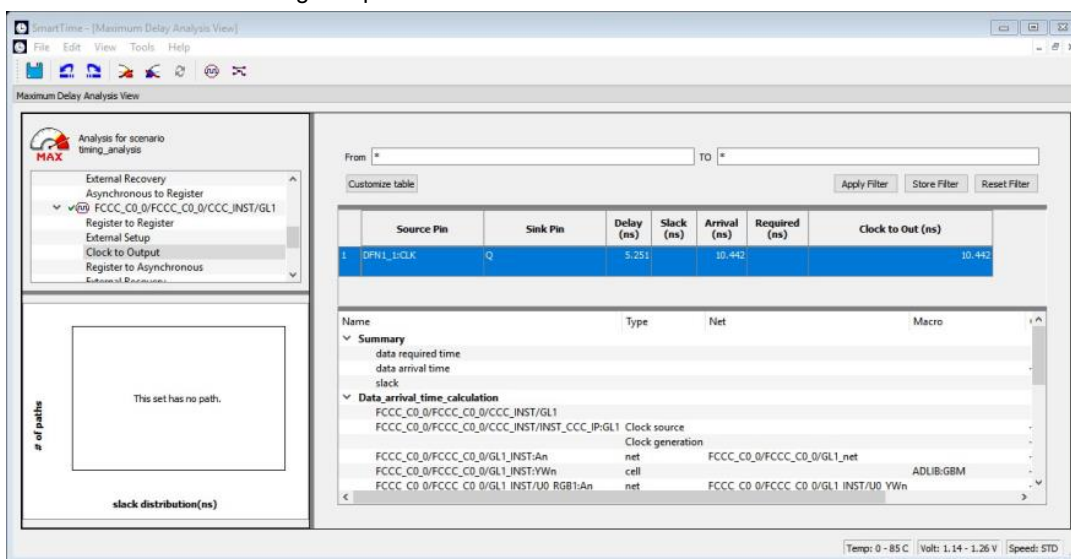 SmartTime - [Maximum Delay Analysis View]
File Edit View Tools Help
Maximum Delay Analysis View
Analysis for scenario
timing_analysis
MAX
External Recovery
Asynchronous to Register
FCCC_C0_0/FCCC_C0_0/CCC_INST/GL1
Register to Register
External Setup
Clock to Output
Register to Asynchronous
External Recovery
# of paths
This set has no path.
slack distribution(ns)
From * TO *
Customize table Apply Filter Store Filter Reset Filter
Source Pin Sink Pin Delay (ns) Slack (ns) Arrival (ns) Required (ns) Clock to Out (ns)
1 DFN1_1:CLK Q 5.251 10.442 10.442
Name Type Net Macro
Summary
data required time
data arrival time
slack
Data_arrival_time_calculation
FCCC_C0_0/FCCC_C0_0/CCC_INST/GL1
FCCC_C0_0/FCCC_C0_0/CCC_INST/INST_CCC_IP:GL1 Clock source
Clock generation
FCCC_C0_0/FCCC_C0_0/GL1_INST:An net FCCC_C0_0/FCCC_C0_0/GL1_net
FCCC_C0_0/FCCC_C0_0/GL1_INST:YWn cell ADLIB:GBM
FCCC_C0_0/FCCC_C0_0/GL1_INST/U0_RGB1:An net FCCC_C0_0/FCCC_C0_0/GL1_INST/U0_YWn
Temp: 0 - 85 C Volt: 1.14 - 1.26 V Speed: STD